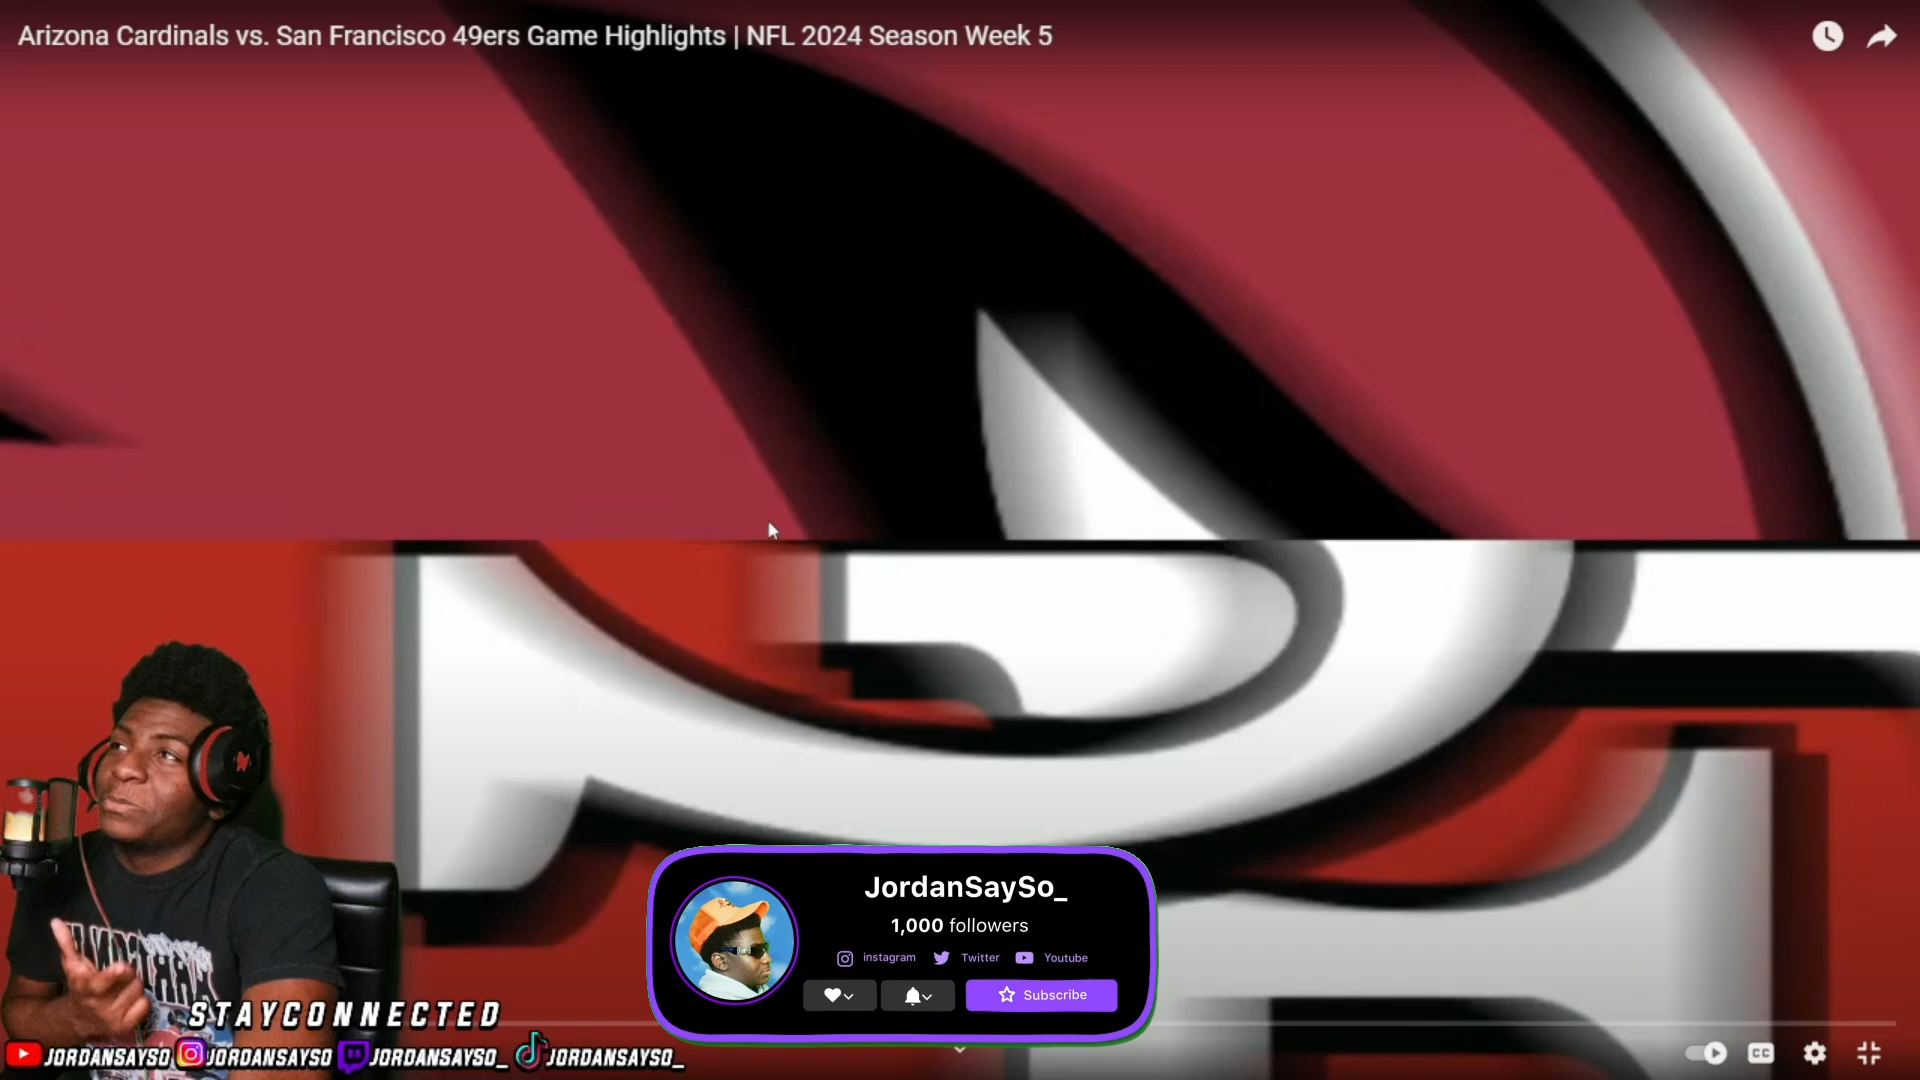 Arizona Cardinals vs. San Francisco 49ers Game Highlights | NFL 2024 Season Week 5
JordanSaySo_
1,000 followers
instagram Twitter Youtube
Subscribe
STAYCONNECTED
JORDANSAYSO JORDANSAYSO JORDANSAYSO_ JORDANSAYSO_
CC